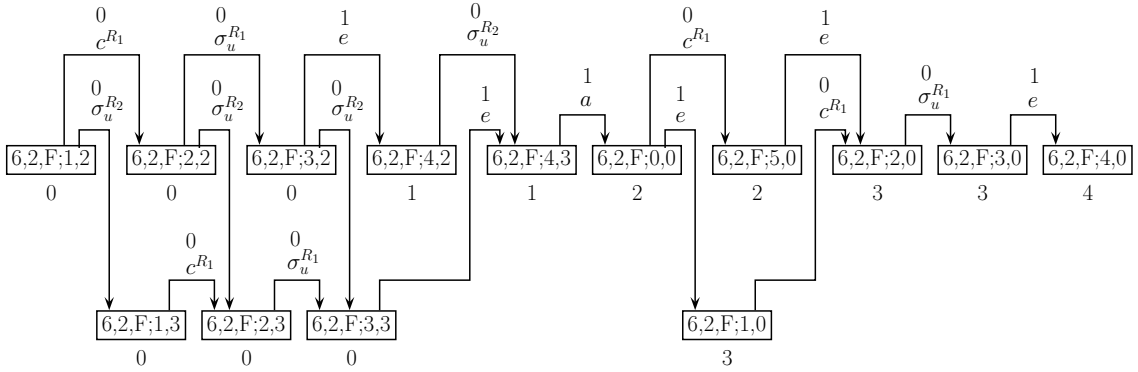 0 0 1 0 0 1
c^{R_1} σ_u^{R_1} e σ_u^{R_2} c^{R_1} e
0 0 0 1 1 1 0 0 1
σ_u^{R_2} σ_u^{R_2} σ_u^{R_2} e a e c^{R_1} σ_u^{R_1} e
6,2,F;1,2 6,2,F;2,2 6,2,F;3,2 6,2,F;4,2 6,2,F;4,3 6,2,F;0,0 6,2,F;5,0 6,2,F;2,0 6,2,F;3,0 6,2,F;4,0
0 0 0 1 1 2 2 3 3 4
0 0
c^{R_1} σ_u^{R_1}
6,2,F;1,3 6,2,F;2,3 6,2,F;3,3 6,2,F;1,0
0 0 0 3